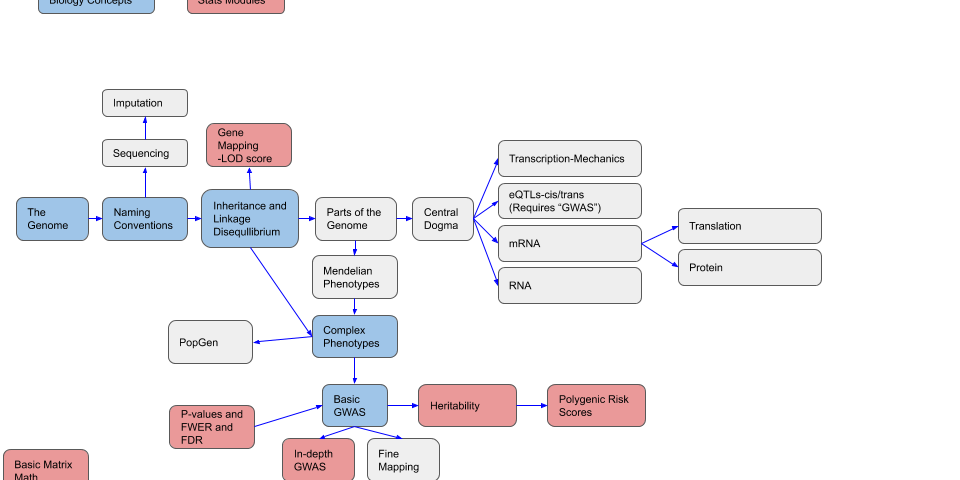 Biology Concepts
Stats Modules
Imputation
Sequencing
Gene
Mapping
-LOD score
The
Genome
Naming
Conventions
Inheritance and
Linkage
Disequllibrium
Parts of the
Genome
Central
Dogma
Transcription-Mechanics
eQTLs-cis/trans
(Requires “GWAS”)
mRNA
RNA
Translation
Protein
Mendelian
Phenotypes
PopGen
Complex
Phenotypes
P-values and
FWER and
FDR
Basic
GWAS
Heritability
Polygenic Risk
Scores
In-depth
GWAS
Fine
Mapping
Basic Matrix
Math